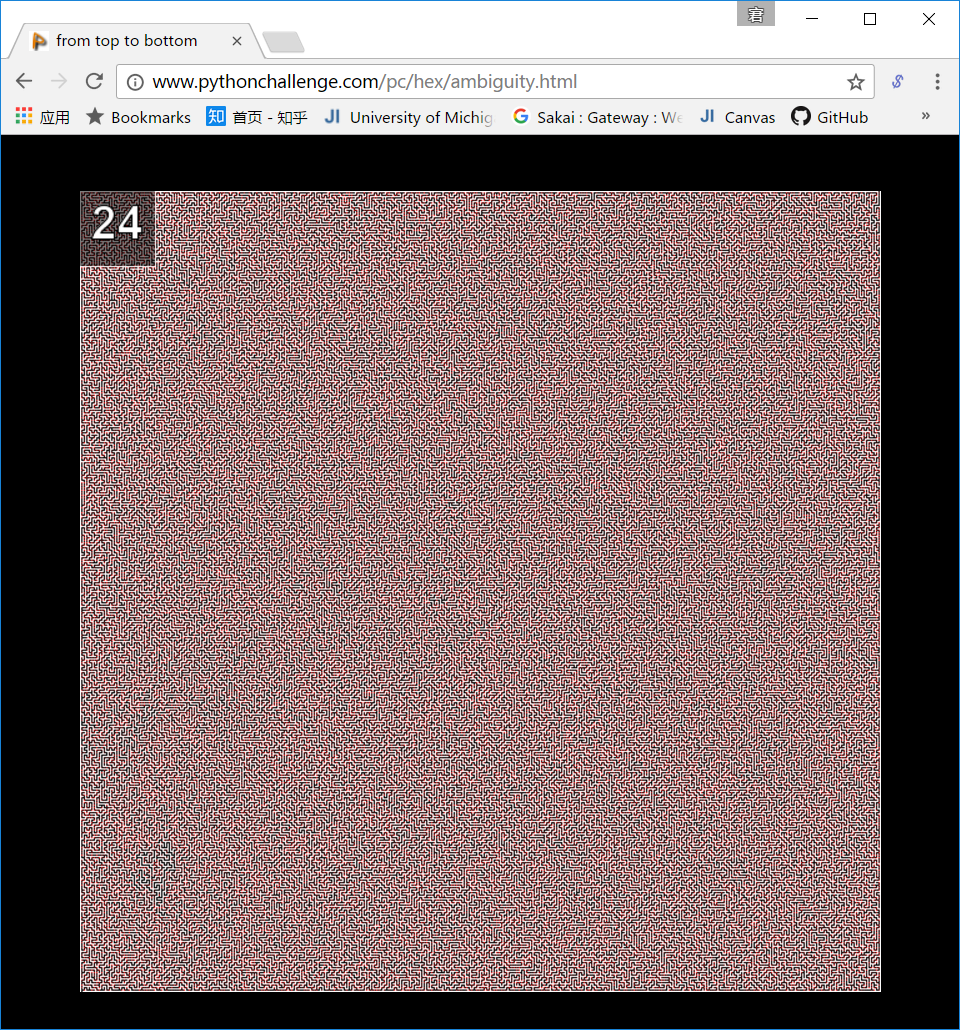 from top to bottom
www.pythonchallenge.com/pc/hex/ambiguity.html
应用 Bookmarks 知 首页 - 知乎 JI University of Michig G Sakai : Gateway : We JI Canvas GitHub »
24